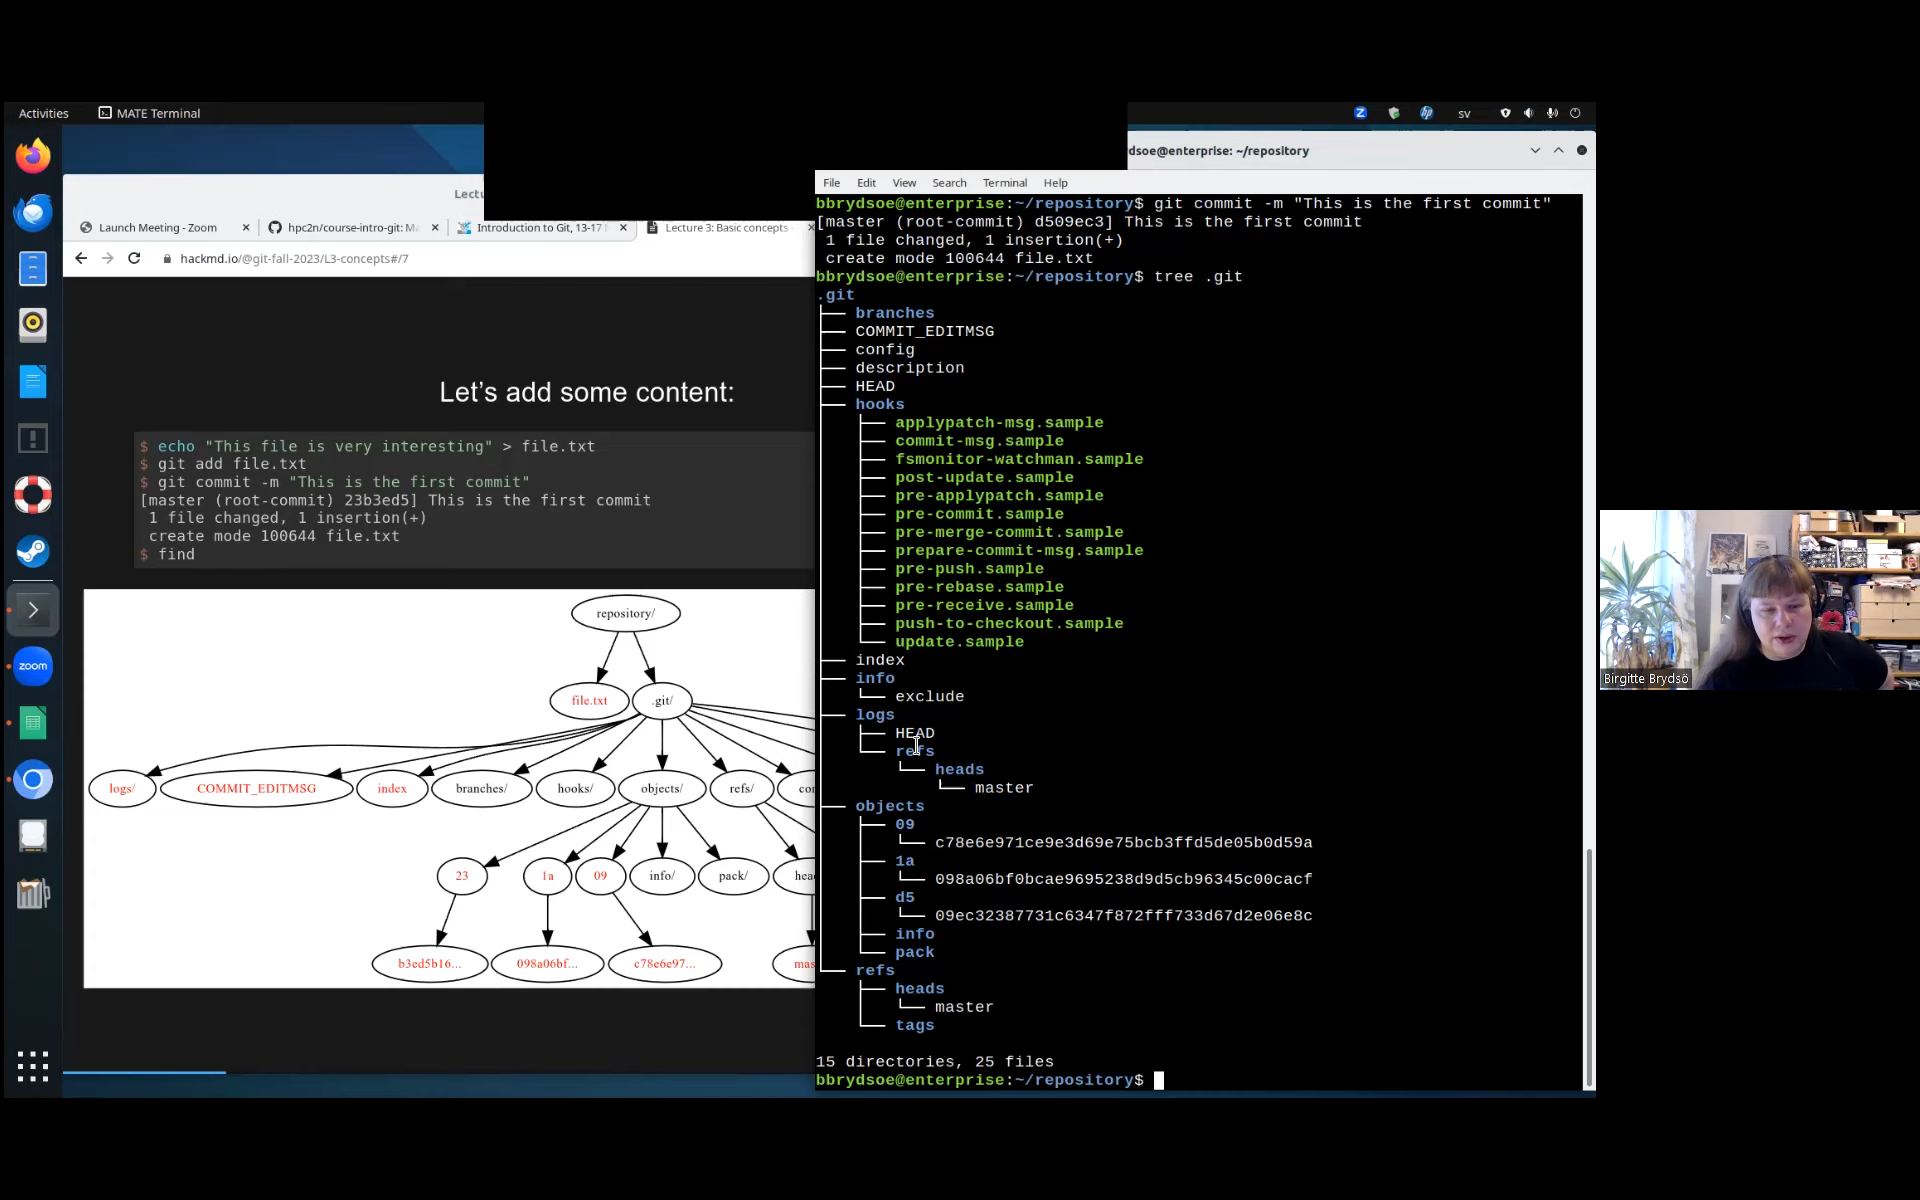 Activities
MATE Terminal
sv
Launch Meeting - Zoom
hpc2n/course-intro-git: M
Introduction to Git, 13-17
Lecture 3: Basic concepts -
hackmd.io/@git-fall-2023/L3-concepts#/7
Let's add some content:
$ echo "This file is very interesting" > file.txt
$ git add file.txt
$ git commit -m "This is the first commit"
[master (root-commit) 23b3ed5] This is the first commit
1 file changed, 1 insertion(+)
create mode 100644 file.txt
$ find
repository/
file.txt
.git/
logs/
COMMIT_EDITMSG
index
branches/
hooks/
objects/
refs/
23
1a
09
info/
pack/
b3ed5b16...
098a06bf...
c78e6e97...
zoom
dsoe@enterprise: ~/repository
File Edit View Search Terminal Help
bbrydsoe@enterprise:~/repository$ git commit -m "This is the first commit"
[master (root-commit) d509ec3] This is the first commit
1 file changed, 1 insertion(+)
create mode 100644 file.txt
bbrydsoe@enterprise:~/repository$ tree .git
.git
├── branches
├── COMMIT_EDITMSG
├── config
├── description
├── HEAD
├── hooks
│   ├── applypatch-msg.sample
│   ├── commit-msg.sample
│   ├── fsmonitor-watchman.sample
│   ├── post-update.sample
│   ├── pre-applypatch.sample
│   ├── pre-commit.sample
│   ├── pre-merge-commit.sample
│   ├── prepare-commit-msg.sample
│   ├── pre-push.sample
│   ├── pre-rebase.sample
│   ├── pre-receive.sample
│   ├── push-to-checkout.sample
│   └── update.sample
├── index
├── info
│   └── exclude
├── logs
│   ├── HEAD
│   └── refs
│       └── heads
│           └── master
├── objects
│   ├── 09
│   │   └── c78e6e971ce9e3d69e75bcb3ffd5de05b0d59a
│   ├── 1a
│   │   └── 098a06bf0bcae9695238d9d5cb96345c00cacf
│   ├── d5
│   │   └── 09ec32387731c6347f872fff733d67d2e06e8c
│   ├── info
│   └── pack
└── refs
    ├── heads
    │   └── master
    └── tags
15 directories, 25 files
bbrydsoe@enterprise:~/repository$
Birgitte Brydsö